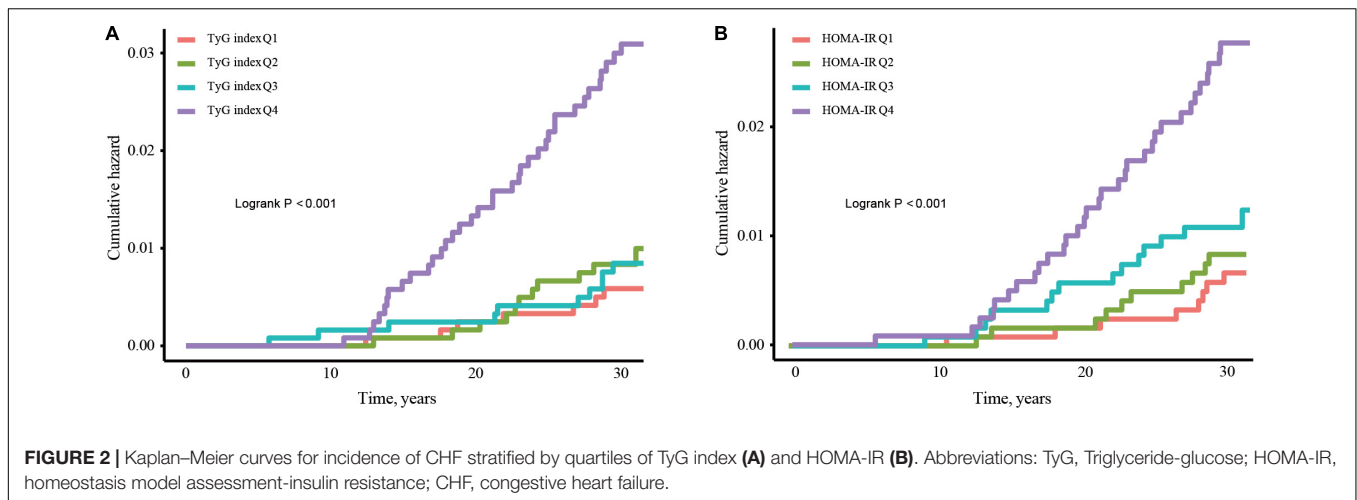 A
TyG index Q1
TyG index Q2
TyG index Q3
TyG index Q4
0.03
0.02
0.01
0.00
Cumulative hazard
Logrank P < 0.001
0 10 20 30
Time, years
B
HOMA-IR Q1
HOMA-IR Q2
HOMA-IR Q3
HOMA-IR Q4
0.02
0.01
0.00
Cumulative hazard
Logrank P < 0.001
0 10 20 30
Time, years
FIGURE 2 | Kaplan–Meier curves for incidence of CHF stratified by quartiles of TyG index (A) and HOMA-IR (B). Abbreviations: TyG, Triglyceride-glucose; HOMA-IR,
homeostasis model assessment-insulin resistance; CHF, congestive heart failure.